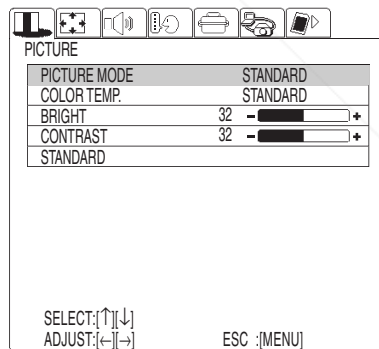 PICTURE
PICTURE MODE STANDARD
COLOR TEMP. STANDARD
BRIGHT 32 - +
CONTRAST 32 - +
STANDARD
SELECT:[↑][↓]
ADJUST:[←][→] ESC :[MENU]